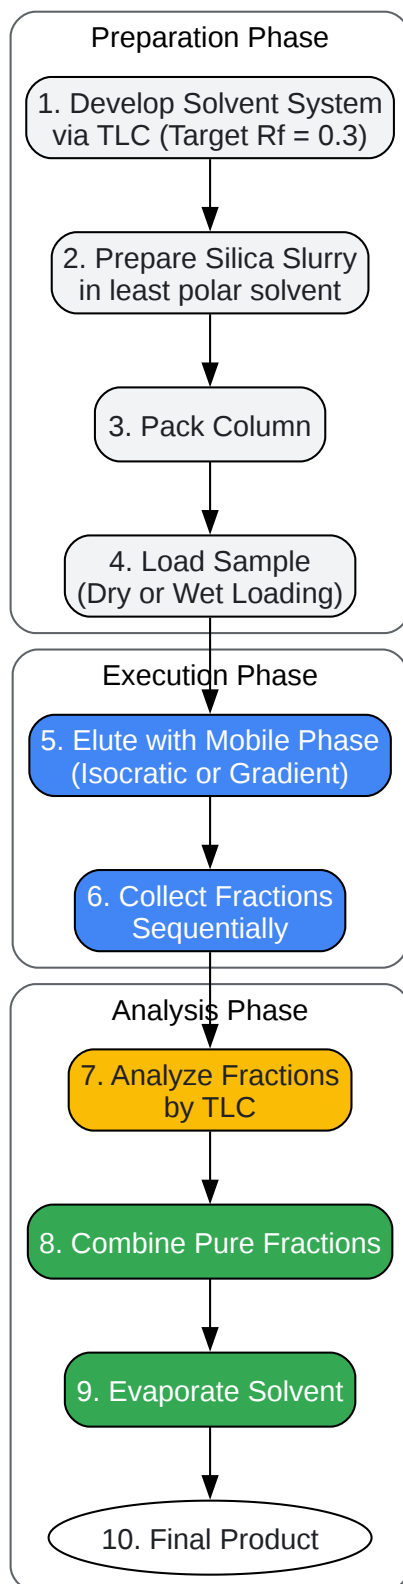 Preparation Phase
1. Develop Solvent System
via TLC (Target Rf = 0.3)
2. Prepare Silica Slurry
in least polar solvent
3. Pack Column
4. Load Sample
(Dry or Wet Loading)
Execution Phase
5. Elute with Mobile Phase
(Isocratic or Gradient)
6. Collect Fractions
Sequentially
Analysis Phase
7. Analyze Fractions
by TLC
8. Combine Pure Fractions
9. Evaporate Solvent
10. Final Product